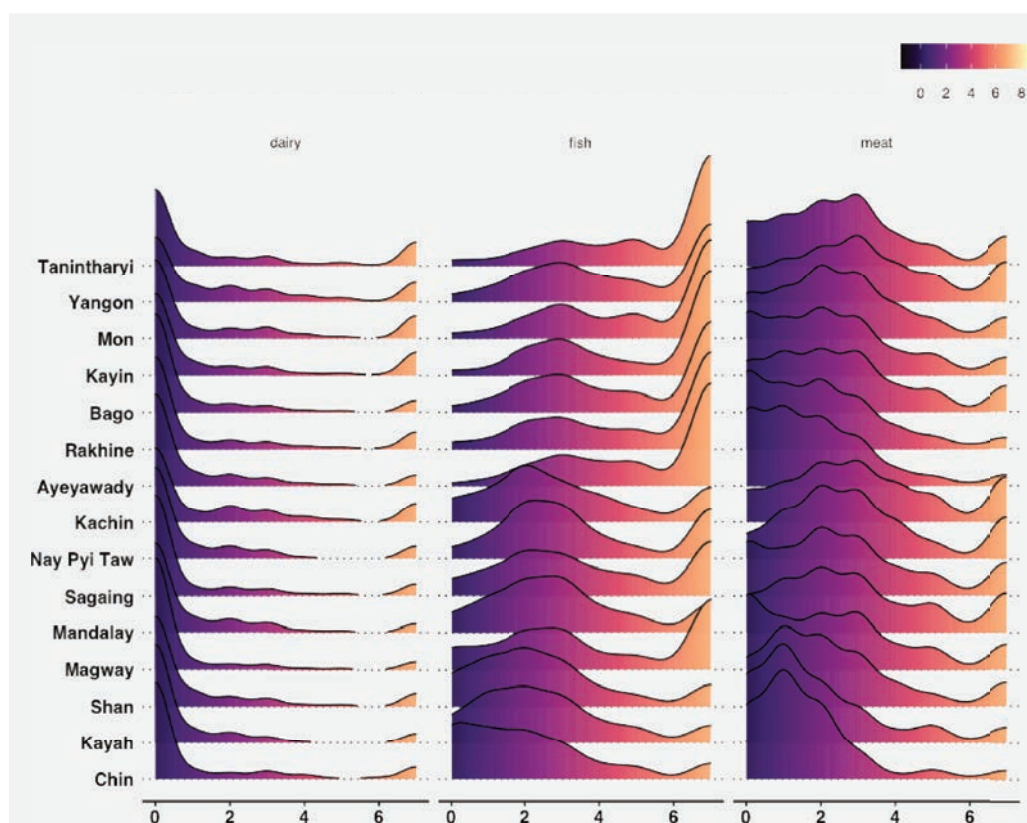 0 2 4 6 8
dairy fish meat
Tanintharyi
Yangon
Mon
Kayin
Bago
Rakhine
Ayeyawady
Kachin
Nay Pyi Taw
Sagaing
Mandalay
Magway
Shan
Kayah
Chin
0 2 4 6 0 2 4 6 0 2 4 6